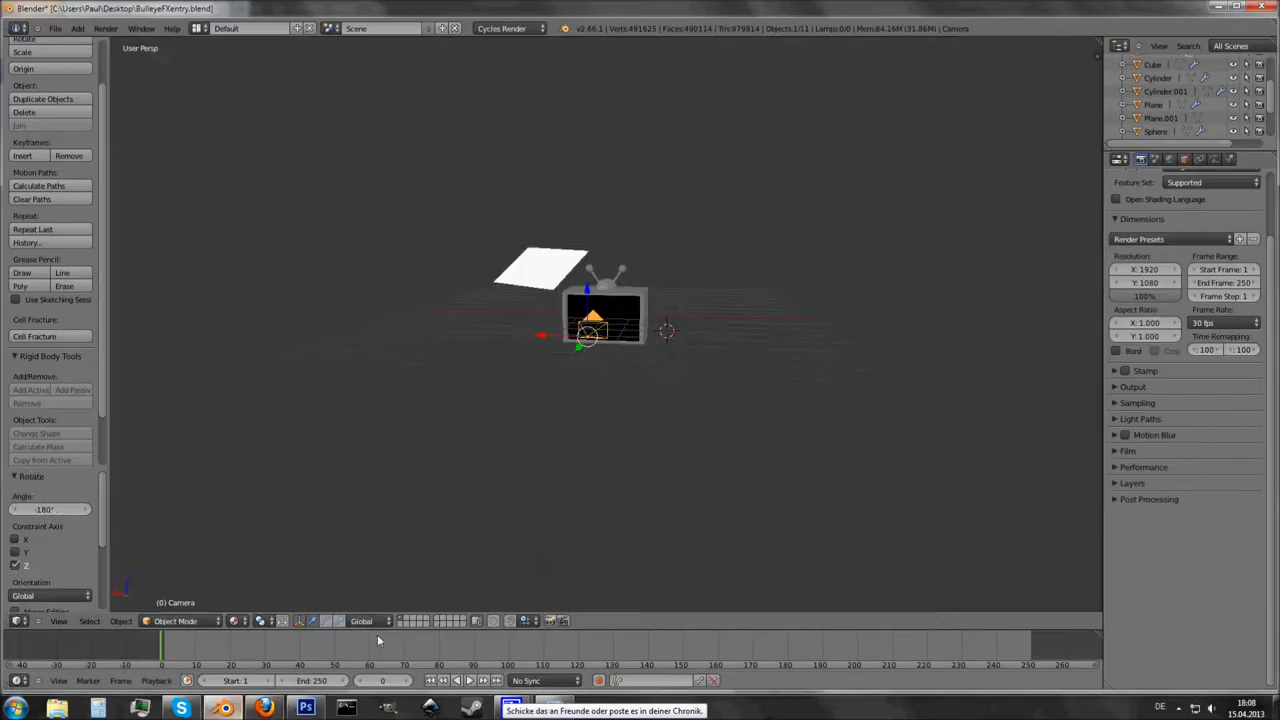 Blender* [C:\Users\Paul\Desktop\BulleyeFXentry.blend]
File Add Render Window Help Default Scene 3 Cycles Render v2.66.1 | Verts:491625 | Faces:490114 | Tris:979814 | Objects:1/11 | Lamps:0/0 | Mem:84.16M (31.86M) | Camera
Rotate
Scale
Origin
Object:
Duplicate Objects
Delete
Join
Keyframes:
Insert Remove
Motion Paths:
Calculate Paths
Clear Paths
Repeat:
Repeat Last
History...
Grease Pencil:
Draw Line
Poly Erase
Use Sketching Sessi
Cell Fracture:
Cell Fracture
Rigid Body Tools
Add/Remove:
Add Active Add Passiv
Remove
Object Tools:
Change Shape
Calculate Mass
Copy from Active
Rotate
Angle:
-180°
Constraint Axis
X
Y
Z
Orientation
Global
User Persp
(0) Camera
View Search All Scenes
Cube
Cylinder
Cylinder.001
Plane
Plane.001
Sphere
Feature Set: Supported
Open Shading Language
Dimensions
Render Presets
Resolution: Frame Range:
X: 1920 Start Frame: 1
Y: 1080 End Frame: 250
100% Frame Step: 1
Aspect Ratio: Frame Rate:
X: 1.000 30 fps
Y: 1.000 Time Remapping:
Bord Crop : 100 : 100
Stamp
Output
Sampling
Light Paths
Motion Blur
Film
Performance
Layers
Post Processing
View Select Object Object Mode Global
-40 -30 -20 -10 0 10 20 30 40 50 60 70 80 90 100 110 120 130 140 150 160 170 180 190 200 210 220 230 240 250 260
View Marker Frame Playback Start: 1 End: 250 0 No Sync
Schicke das an Freunde oder poste es in deiner Chronik.
DE
18:08
15.04.2013